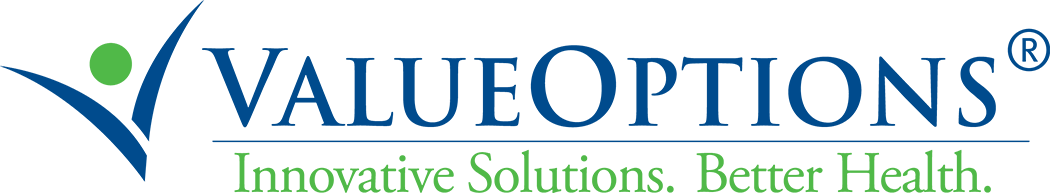 VALUEOPTIONS®
Innovative Solutions. Better Health.